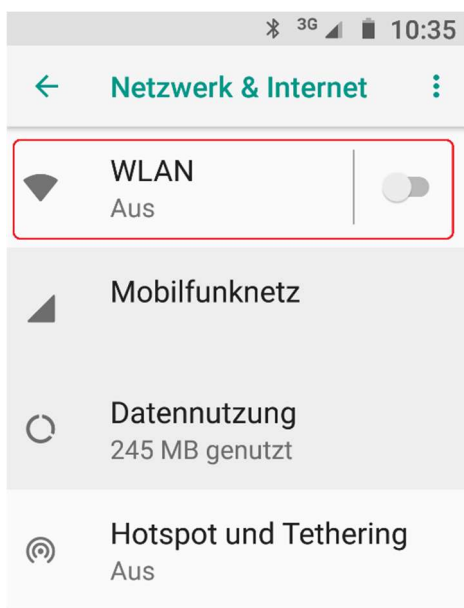 3G 10:35
Netzwerk & Internet
WLAN
Aus
Mobilfunknetz
Datennutzung
245 MB genutzt
Hotspot und Tethering
Aus